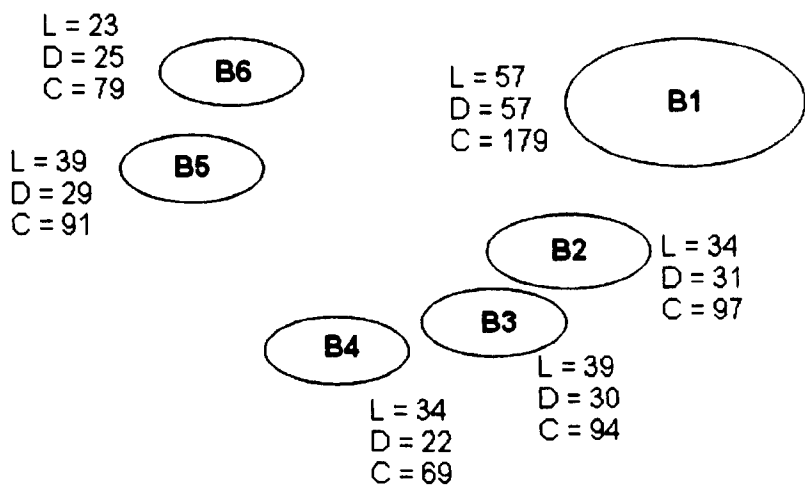 L = 23
D = 25
C = 79
B6
L = 57
D = 57
C = 179
B1
L = 39
D = 29
C = 91
B5
B2
L = 34
D = 31
C = 97
B3
L = 39
D = 30
C = 94
B4
L = 34
D = 22
C = 69